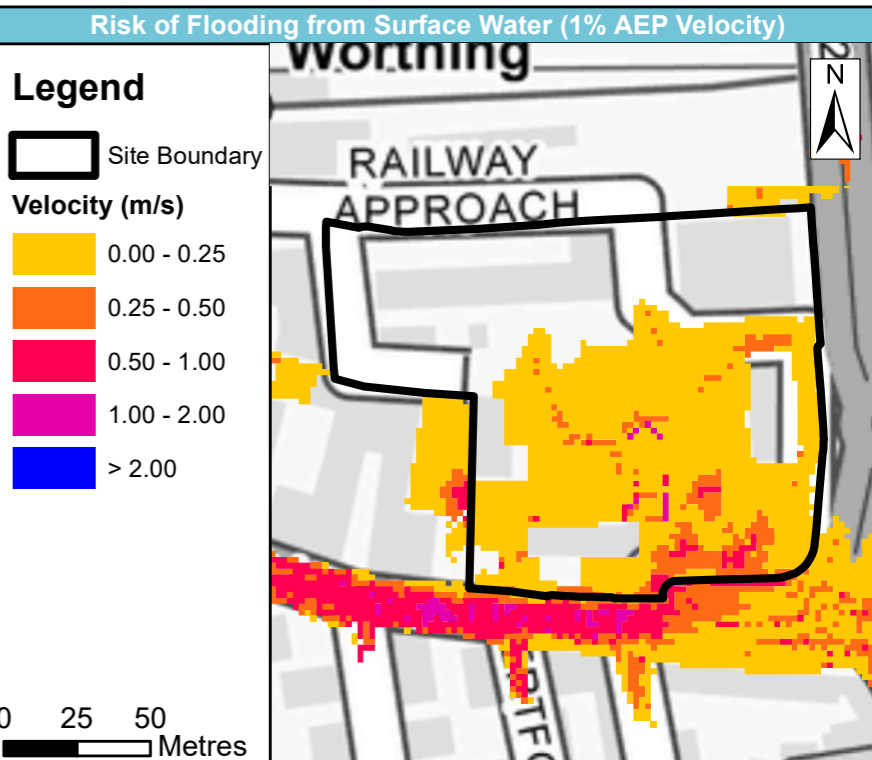 Risk of Flooding from Surface Water (1% AEP Velocity)
Worthing
N
Legend
Site Boundary
RAILWAY
APPROACH
Velocity (m/s)
0.00 - 0.25
0.25 - 0.50
0.50 - 1.00
1.00 - 2.00
> 2.00
0 25 50
Metres